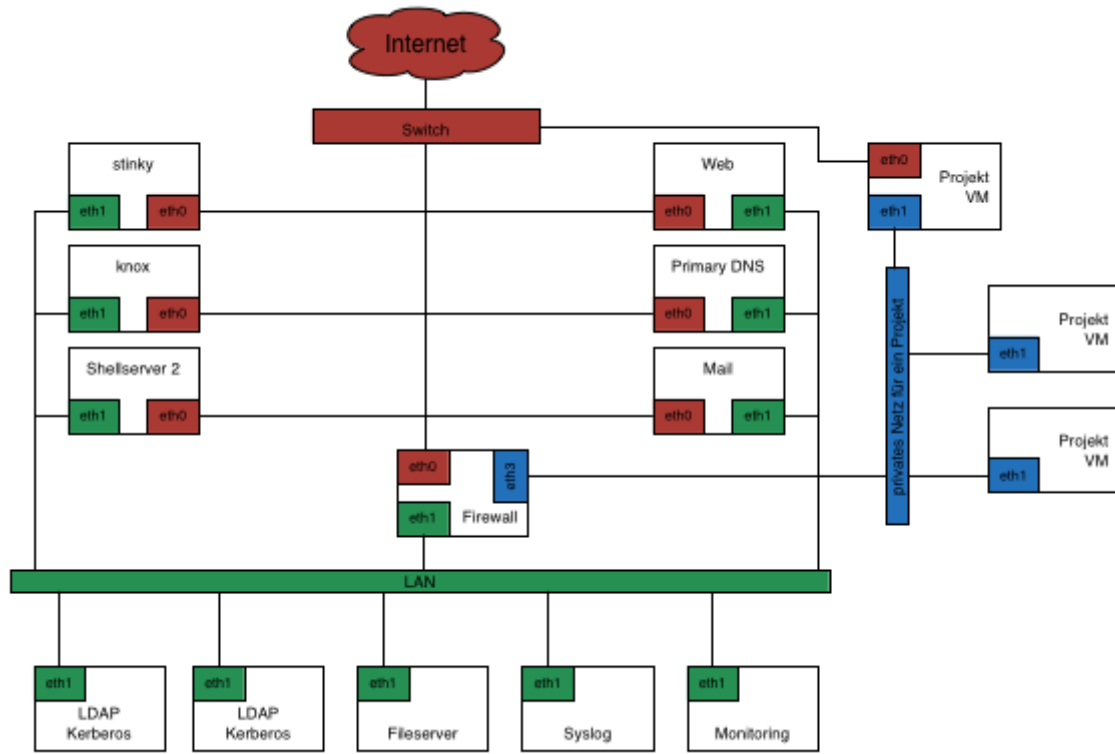 Internet
Switch
stinky
eth1 eth0
Web
eth0 eth1
eth0
Projekt
VM
eth1
knox
eth1 eth0
Primary DNS
eth0 eth1
privates Netz für ein Projekt
Projekt
VM
eth1
Shellserver 2
eth1 eth0
Mail
eth0 eth1
Projekt
VM
eth1
eth0
eth3
eth1
Firewall
LAN
eth1
LDAP
Kerberos
eth1
LDAP
Kerberos
eth1
Fileserver
eth1
Syslog
eth1
Monitoring